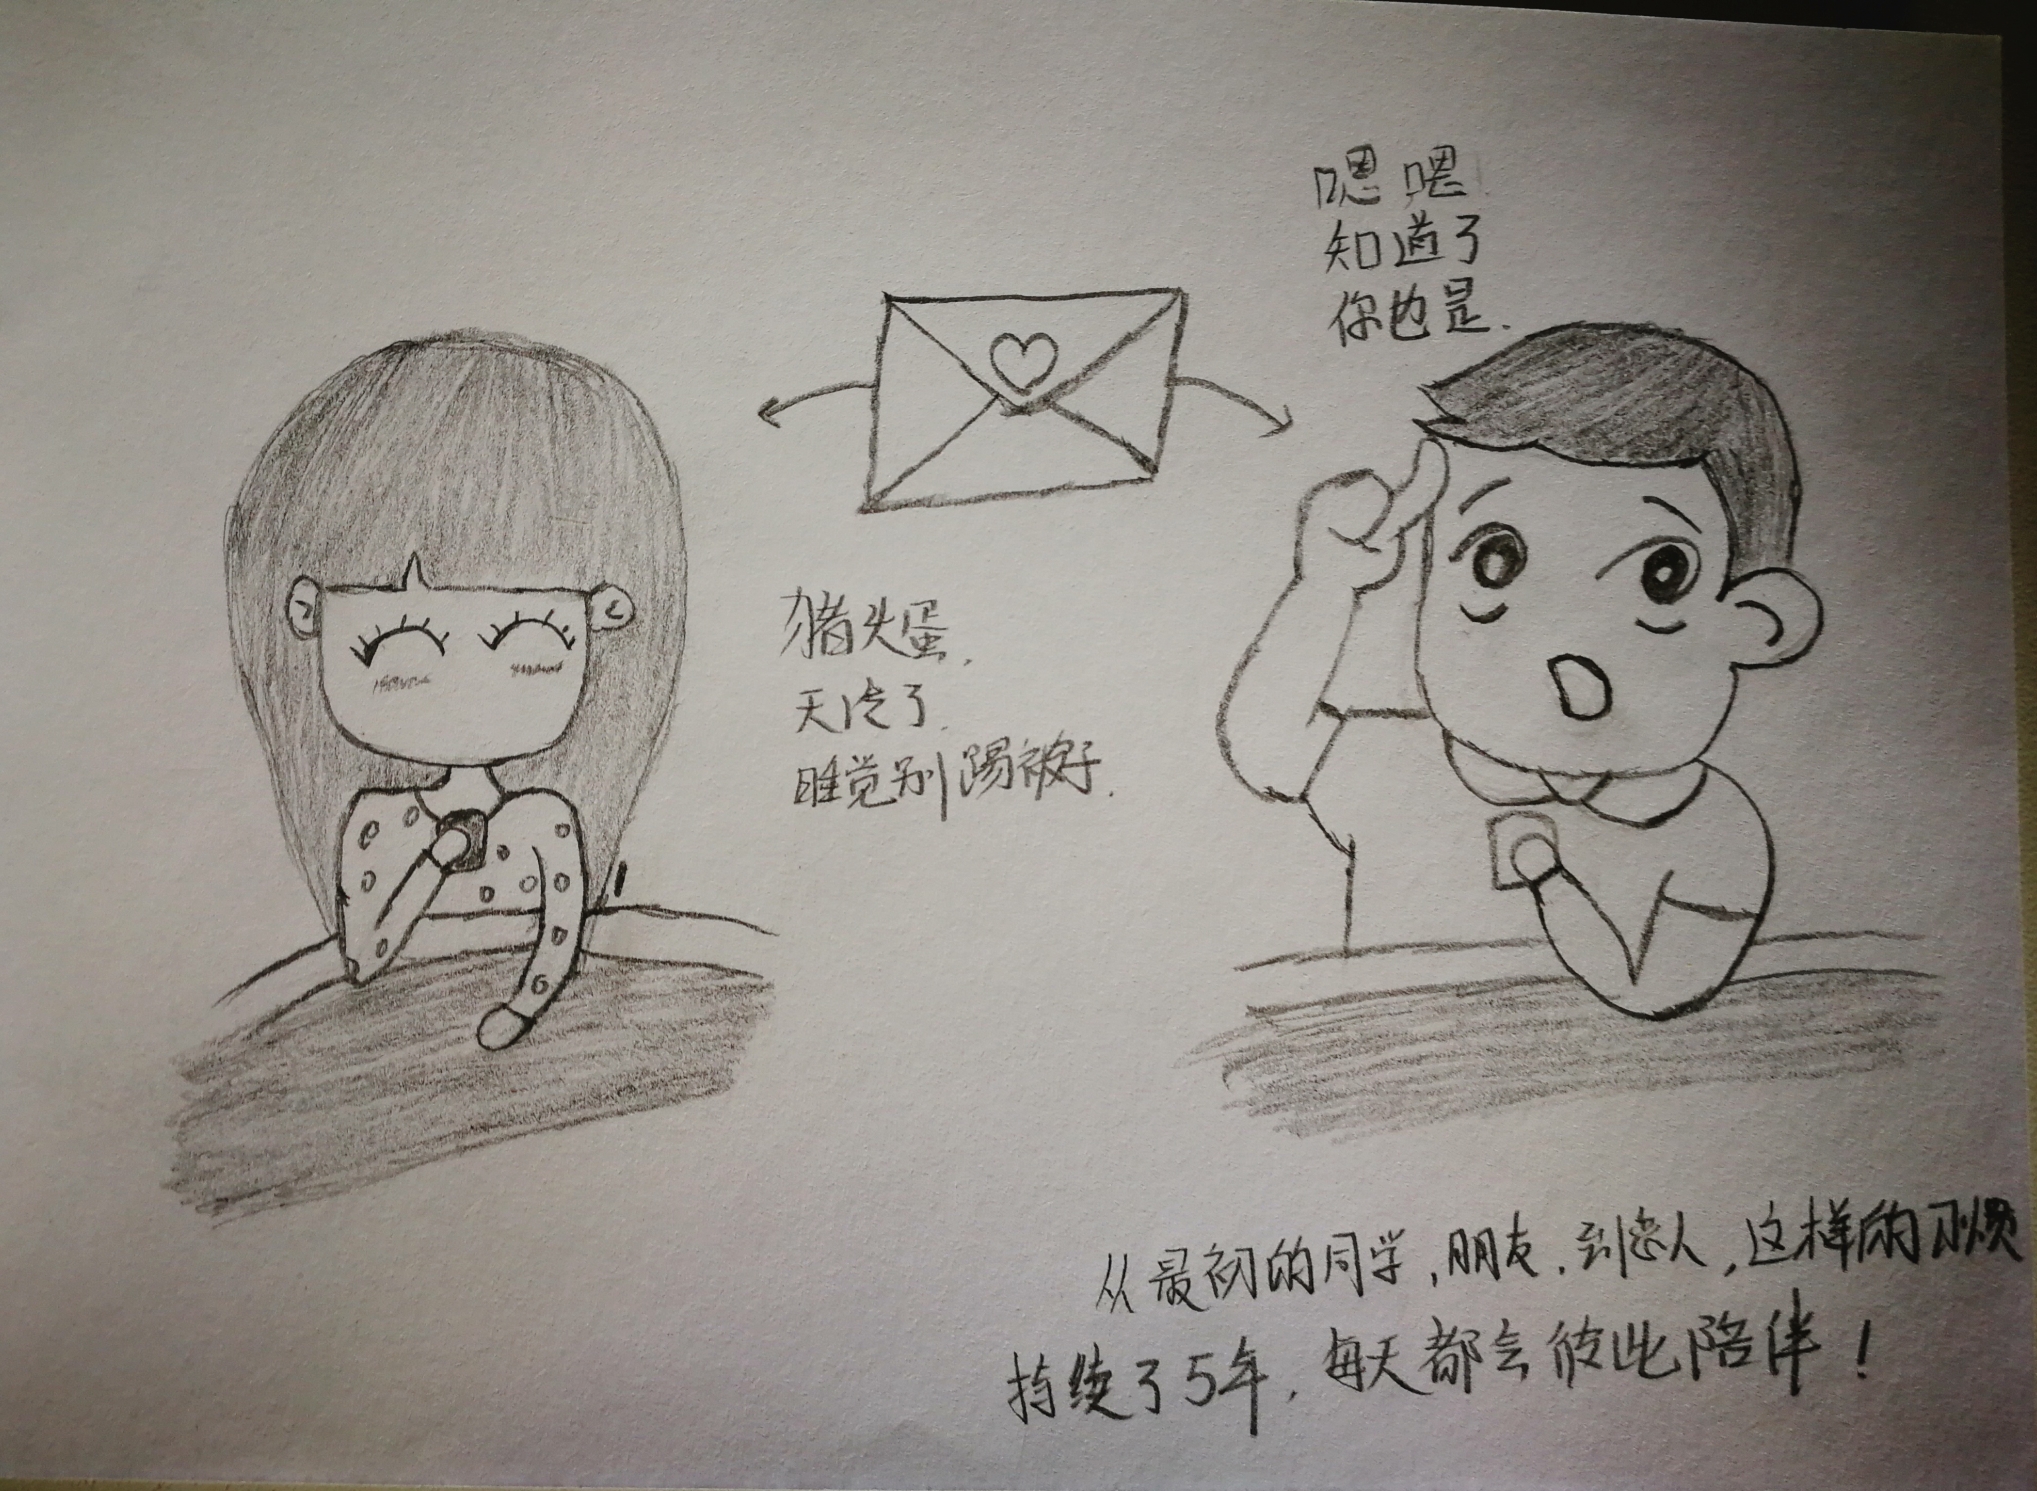 嗯嗯!
知道了
你也是.
猪头蛋,
天冷了.
睡觉别踢被子.
从最初的同学,朋友,到恋人,这样的习惯
持续了5年,每天都会彼此陪伴!